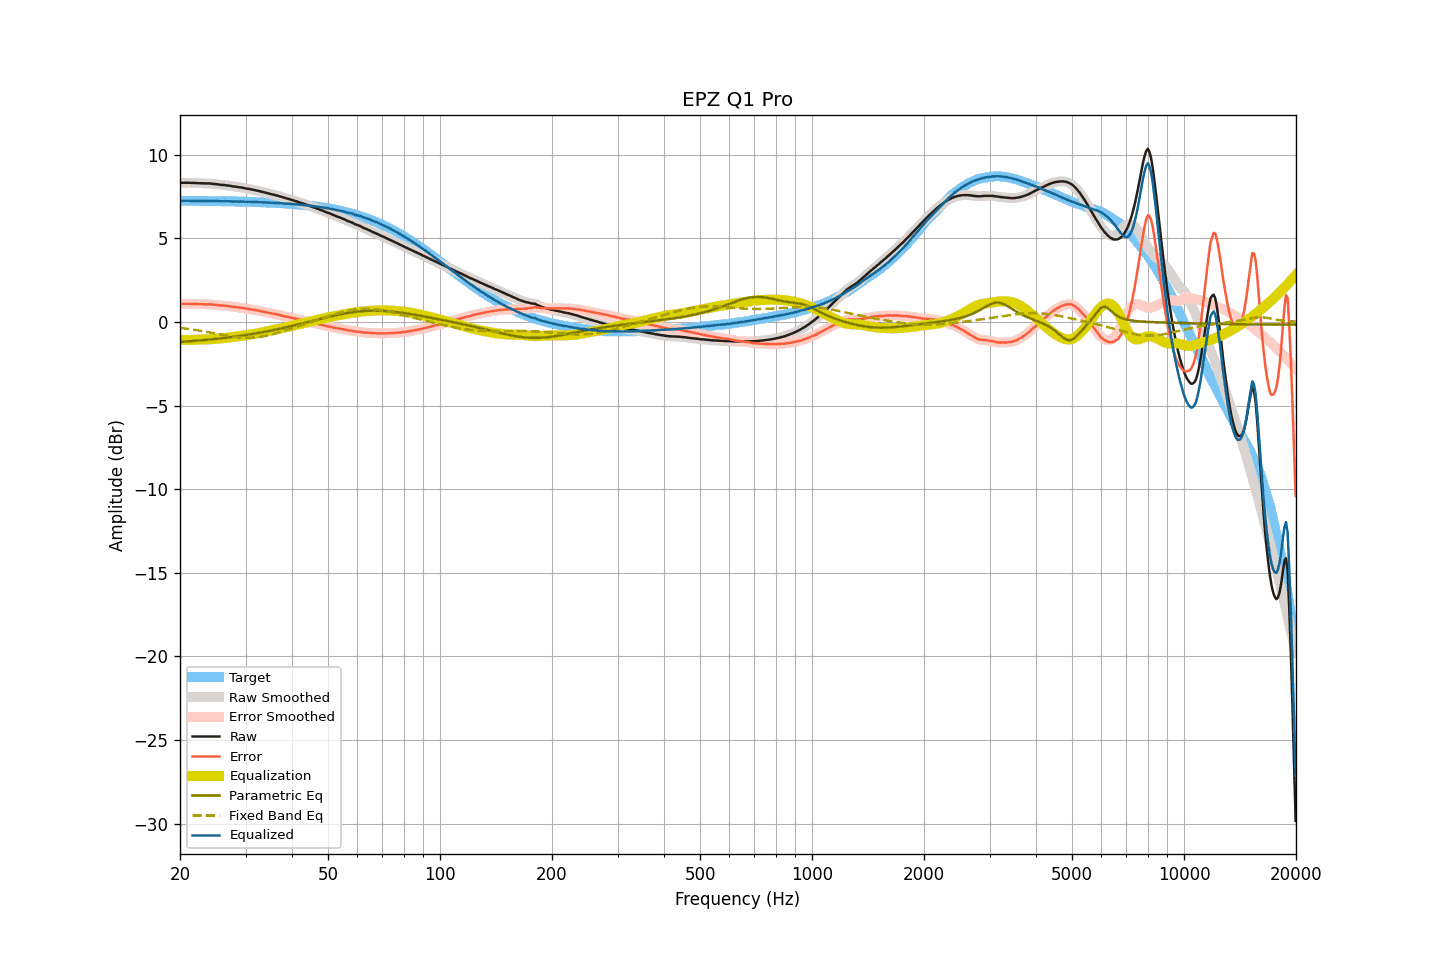 EPZ Q1 Pro
10
5
0
−5
−10
−15
−20
−25
−30
Amplitude (dBr)
Target
Raw Smoothed
Error Smoothed
Raw
Error
Equalization
Parametric Eq
Fixed Band Eq
Equalized
20 50 100 200 500 1000 2000 5000 10000 20000
Frequency (Hz)